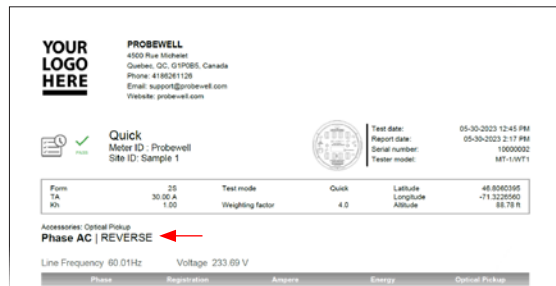 YOUR
LOGO
HERE
PROBEWELL
4500 Rue Michelet
Quebec, QC, G1P0B5, Canada
Phone: 4186261126
Email: support@probewell.com
Website: probewell.com
PASS
Quick
Meter ID : Probewell
Site ID: Sample 1
Test date: 05-30-2023 12:45 PM
Report date: 05-30-2023 2:17 PM
Serial number: 10000002
Tester model: MT-1/WT1
Form 2S Test mode Quick Latitude 46.8060395
TA 30.00 A Longitude -71.3226560
Kh 1.00 Weighting factor 4.0 Altitude 88.78 ft
Accessories: Optical Pickup
Phase AC | REVERSE
Line Frequency 60.01Hz Voltage 233.69 V
Phase Registration Ampere Energy Optical Pickup